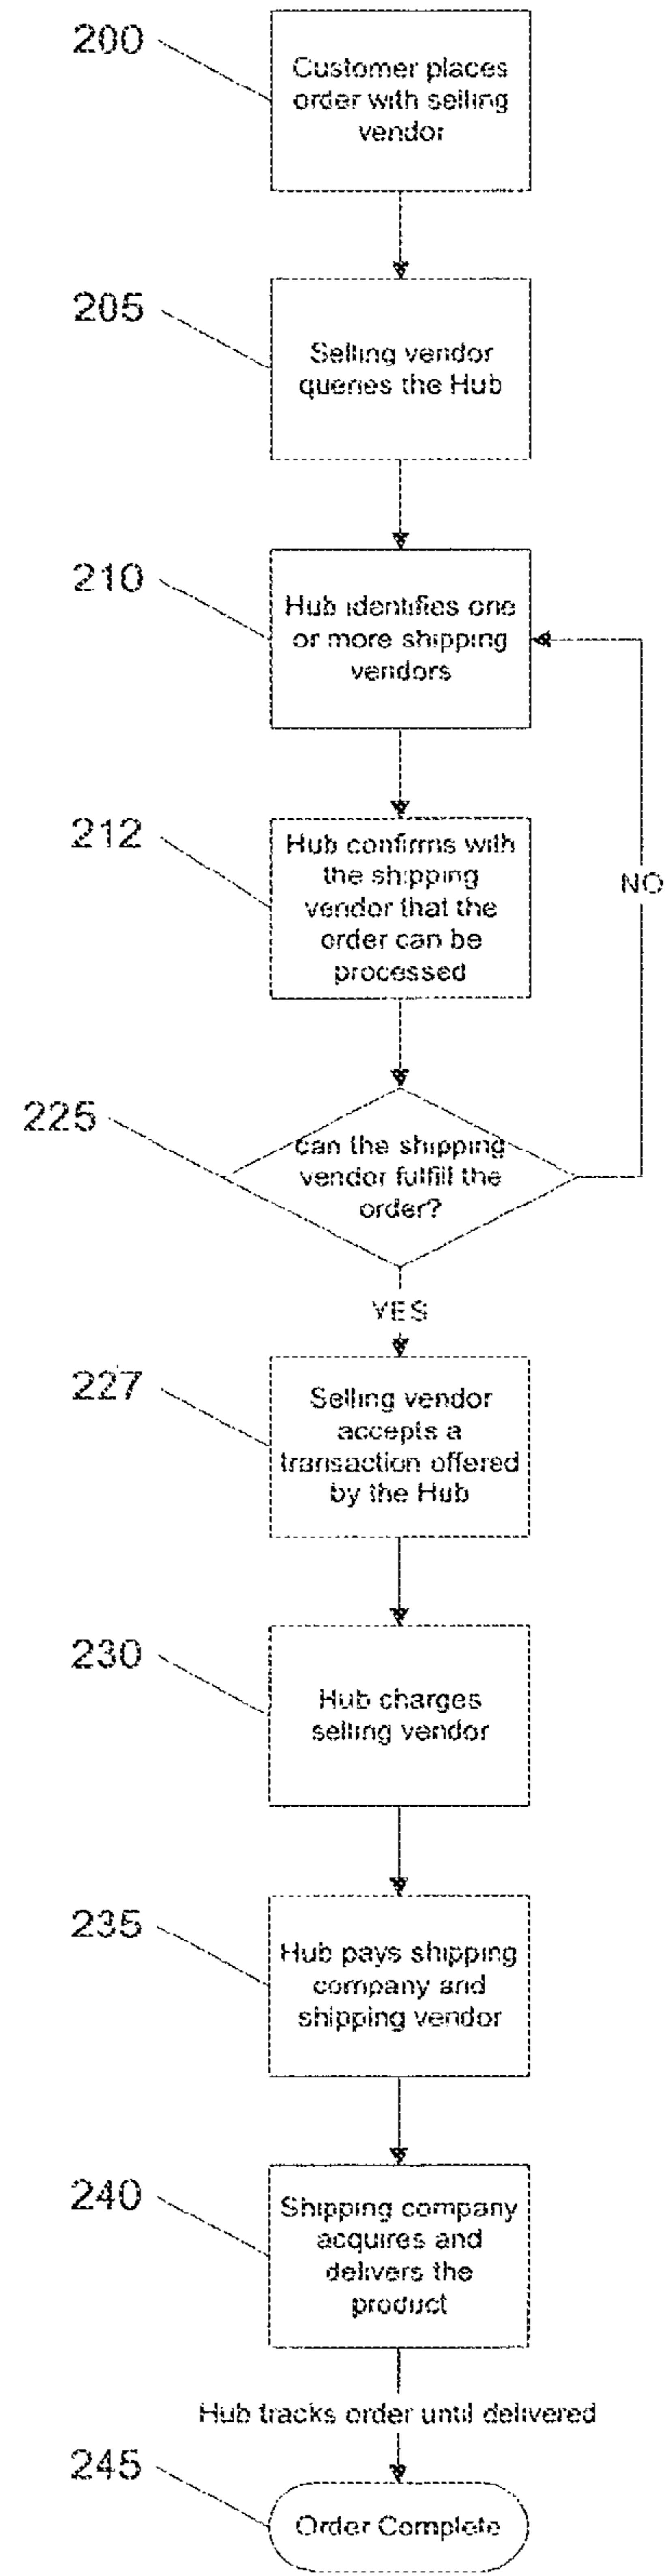 200
Customer places
order with selling
vendor
205
Selling vendor
queries the Hub
210
Hub identifies one
or more shipping
vendors
212
Hub confirms with
the shipping
vendor that the
order can be
processed
NO
225
can the shipping
vendor fulfill the
order?
YES
227
Selling vendor
accepts a
transaction offered
by the Hub
230
Hub charges
selling vendor
235
Hub pays shipping
company and
shipping vendor
240
Shipping company
acquires and
delivers the
product
Hub tracks order until delivered
245
Order Complete